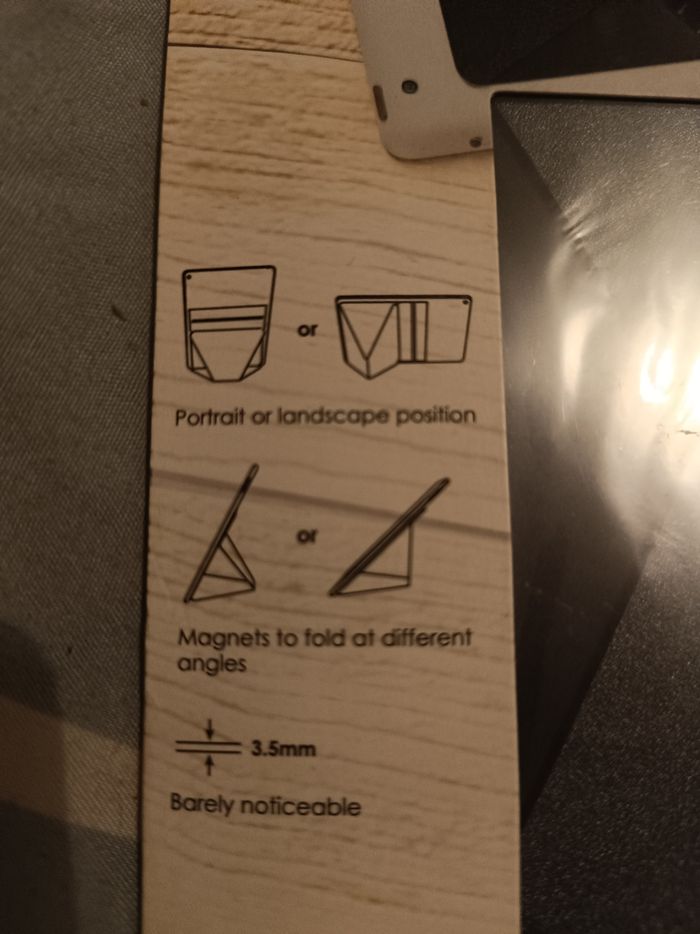 or
Portrait or landscape position
or
Magnets to fold at different
angles
3.5mm
Barely noticeable